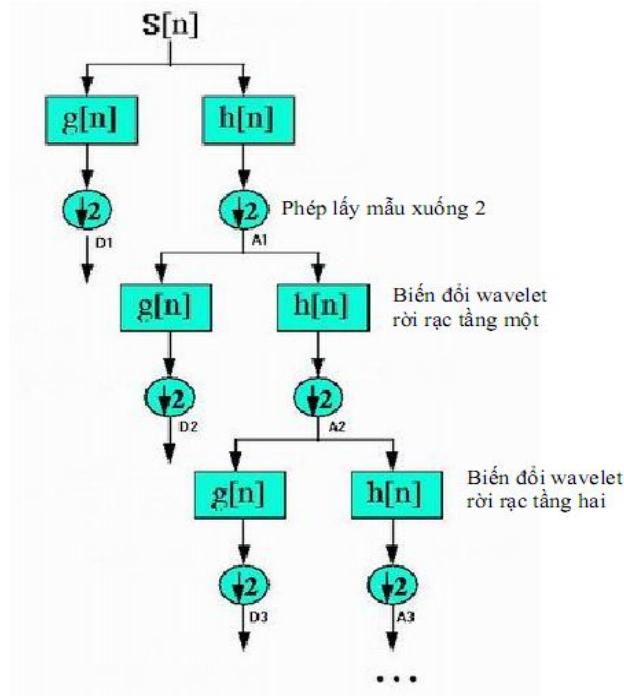 S[n]
g[n]
h[n]
↓2
↓2
Phép lấy mẫu xuống 2
D1
A1
g[n]
h[n]
Biến đổi wavelet
rời rạc tầng một
↓2
↓2
D2
A2
g[n]
h[n]
Biến đổi wavelet
rời rạc tầng hai
↓2
↓2
D3
A3
...